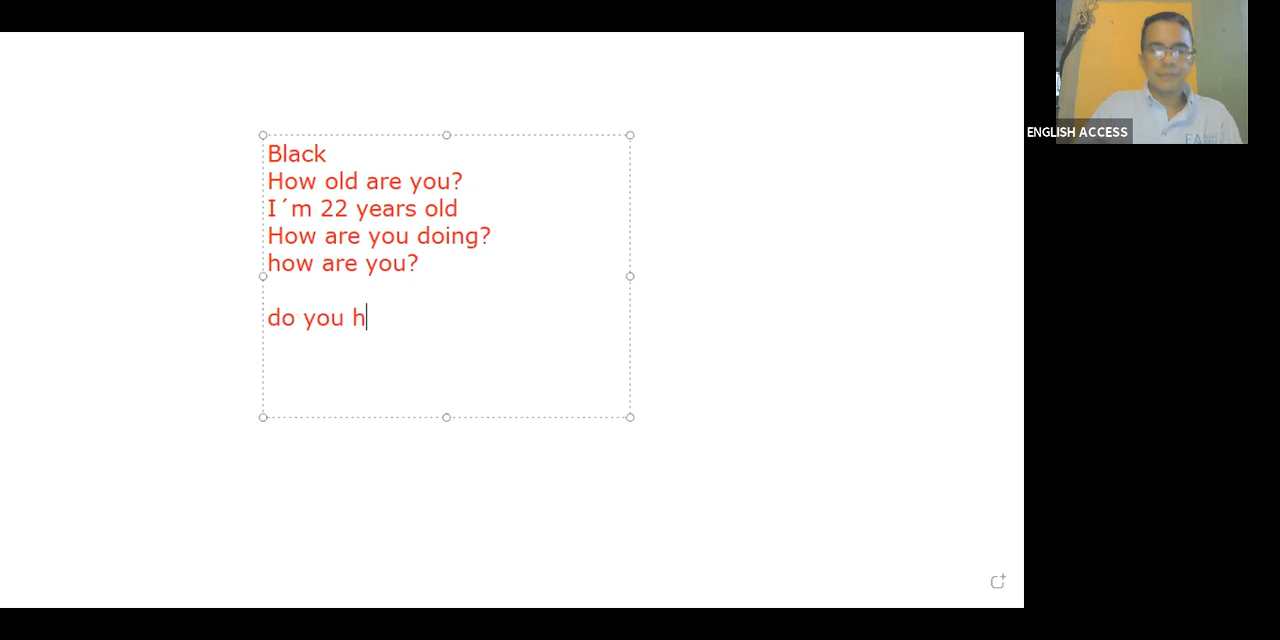 Black
How old are you?
I´m 22 years old
How are you doing?
how are you?
do you h
ENGLISH ACCESS
EA